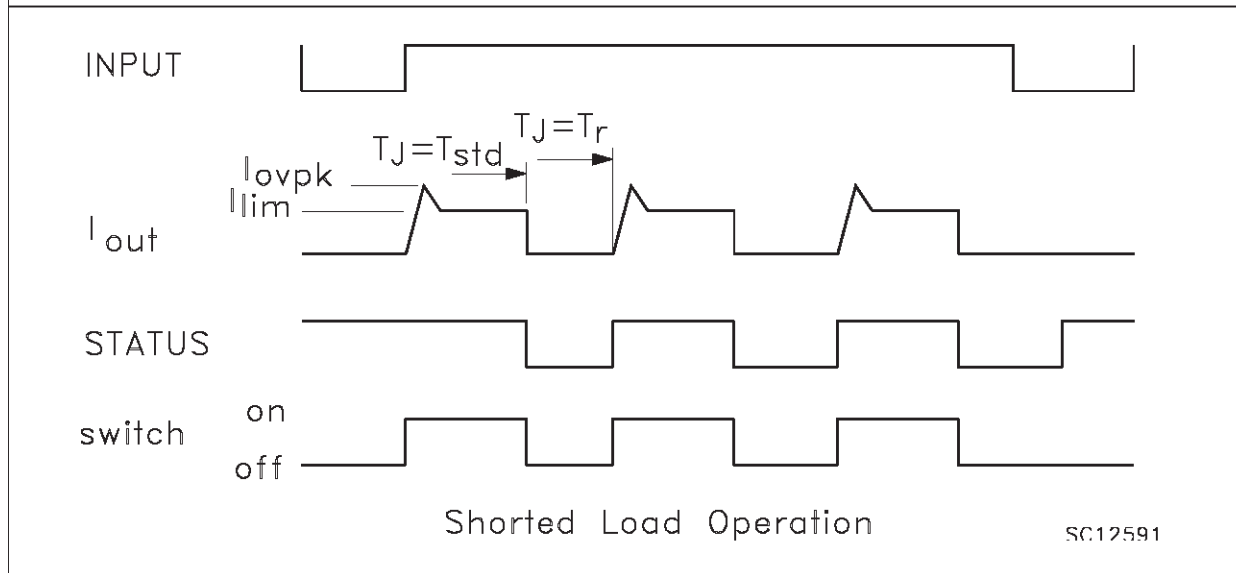 INPUT
TJ=Tr
TJ=Tstd
Iovpk
Ilim
Iout
STATUS
on
switch
off
Shorted Load Operation
SC12591